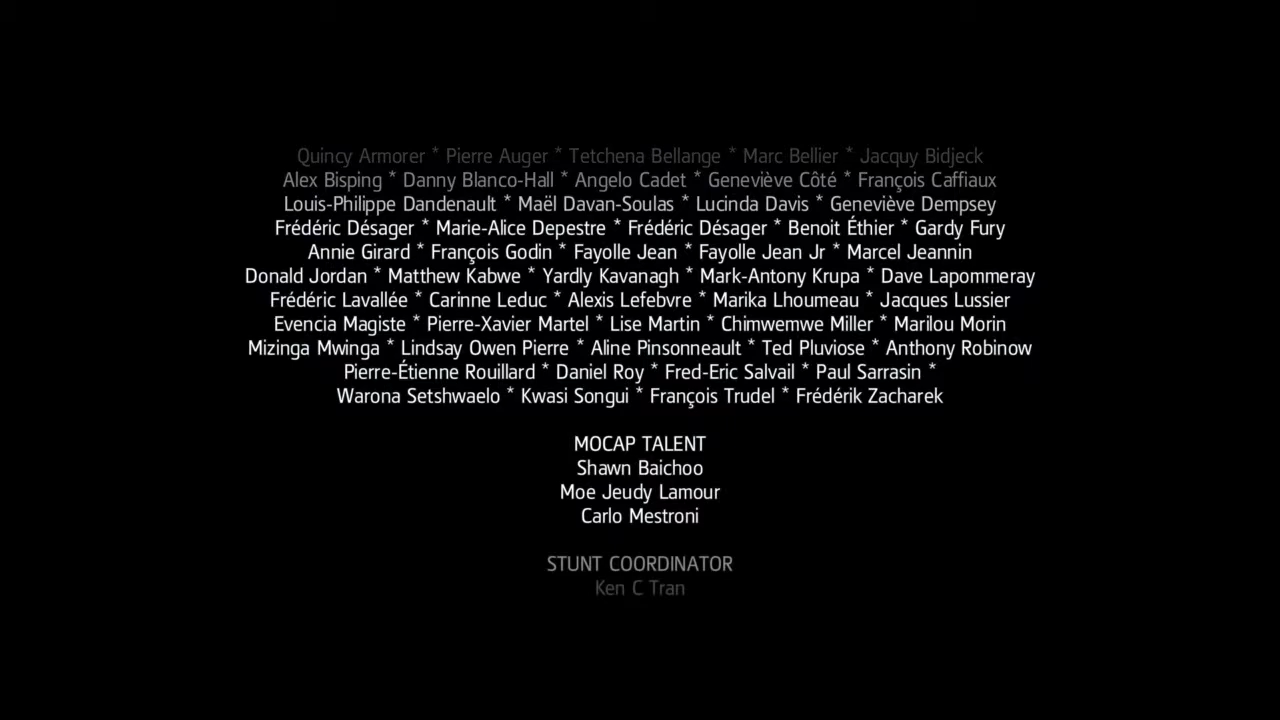 Quincy Armorer * Pierre Auger * Tetchena Bellange * Marc Bellier * Jacquy Bidjeck
Alex Bisping * Danny Blanco-Hall * Angelo Cadet * Geneviève Côté * François Caffiaux
Louis-Philippe Dandenault * Maël Davan-Soulas * Lucinda Davis * Geneviève Dempsey
Frédéric Désager * Marie-Alice Depestre * Frédéric Désager * Benoit Éthier * Gardy Fury
Annie Girard * François Godin * Fayolle Jean * Fayolle Jean Jr * Marcel Jeannin
Donald Jordan * Matthew Kabwe * Yardly Kavanagh * Mark-Antony Krupa * Dave Lapommeray
Frédéric Lavallée * Carinne Leduc * Alexis Lefebvre * Marika Lhoumeau * Jacques Lussier
Evencia Magiste * Pierre-Xavier Martel * Lise Martin * Chimwemwe Miller * Marilou Morin
Mizinga Mwinga * Lindsay Owen Pierre * Aline Pinsonneault * Ted Pluviose * Anthony Robinow
Pierre-Étienne Rouillard * Daniel Roy * Fred-Eric Salvail * Paul Sarrasin *
Warona Setshwaelo * Kwasi Songui * François Trudel * Frédérik Zacharek
MOCAP TALENT
Shawn Baichoo
Moe Jeudy Lamour
Carlo Mestroni
STUNT COORDINATOR
Ken C Tran